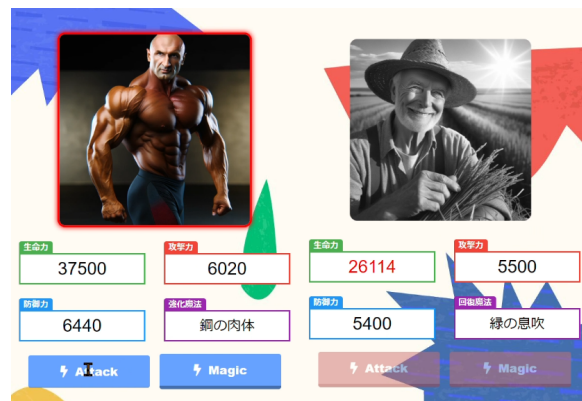 生命力
37500
攻撃力
6020
防御力
6440
強化魔法
鋼の肉体
Attack
Magic
生命力
26114
攻撃力
5500
防御力
5400
回復魔法
緑の息吹
Attack
Magic